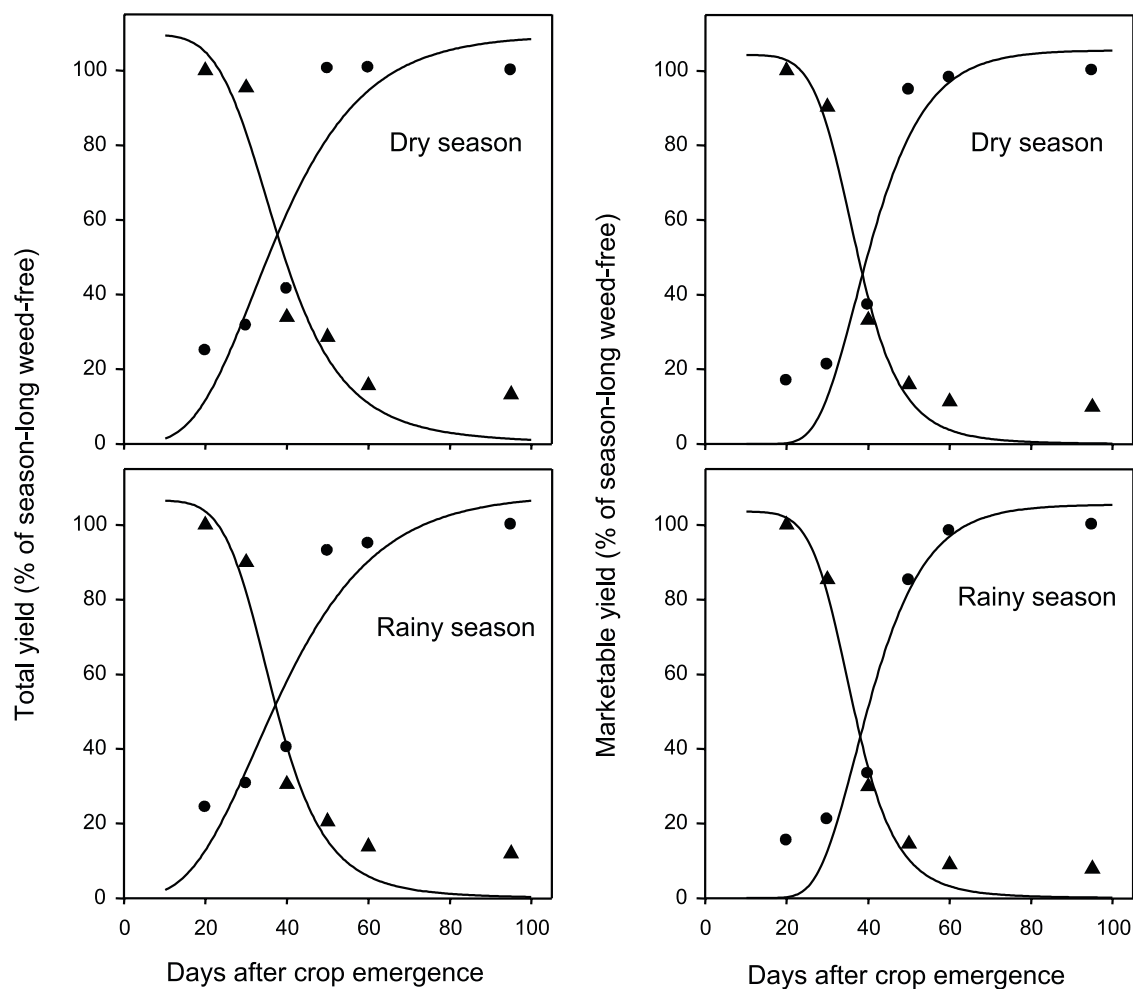 Total yield (% of season-long weed-free)
100
80
60
40
20
0
Dry season
Marketable yield (% of season-long weed-free)
100
80
60
40
20
0
Dry season
100
80
60
40
20
0
Rainy season
0 20 40 60 80 100
Days after crop emergence
100
80
60
40
20
0
Rainy season
0 20 40 60 80 100
Days after crop emergence